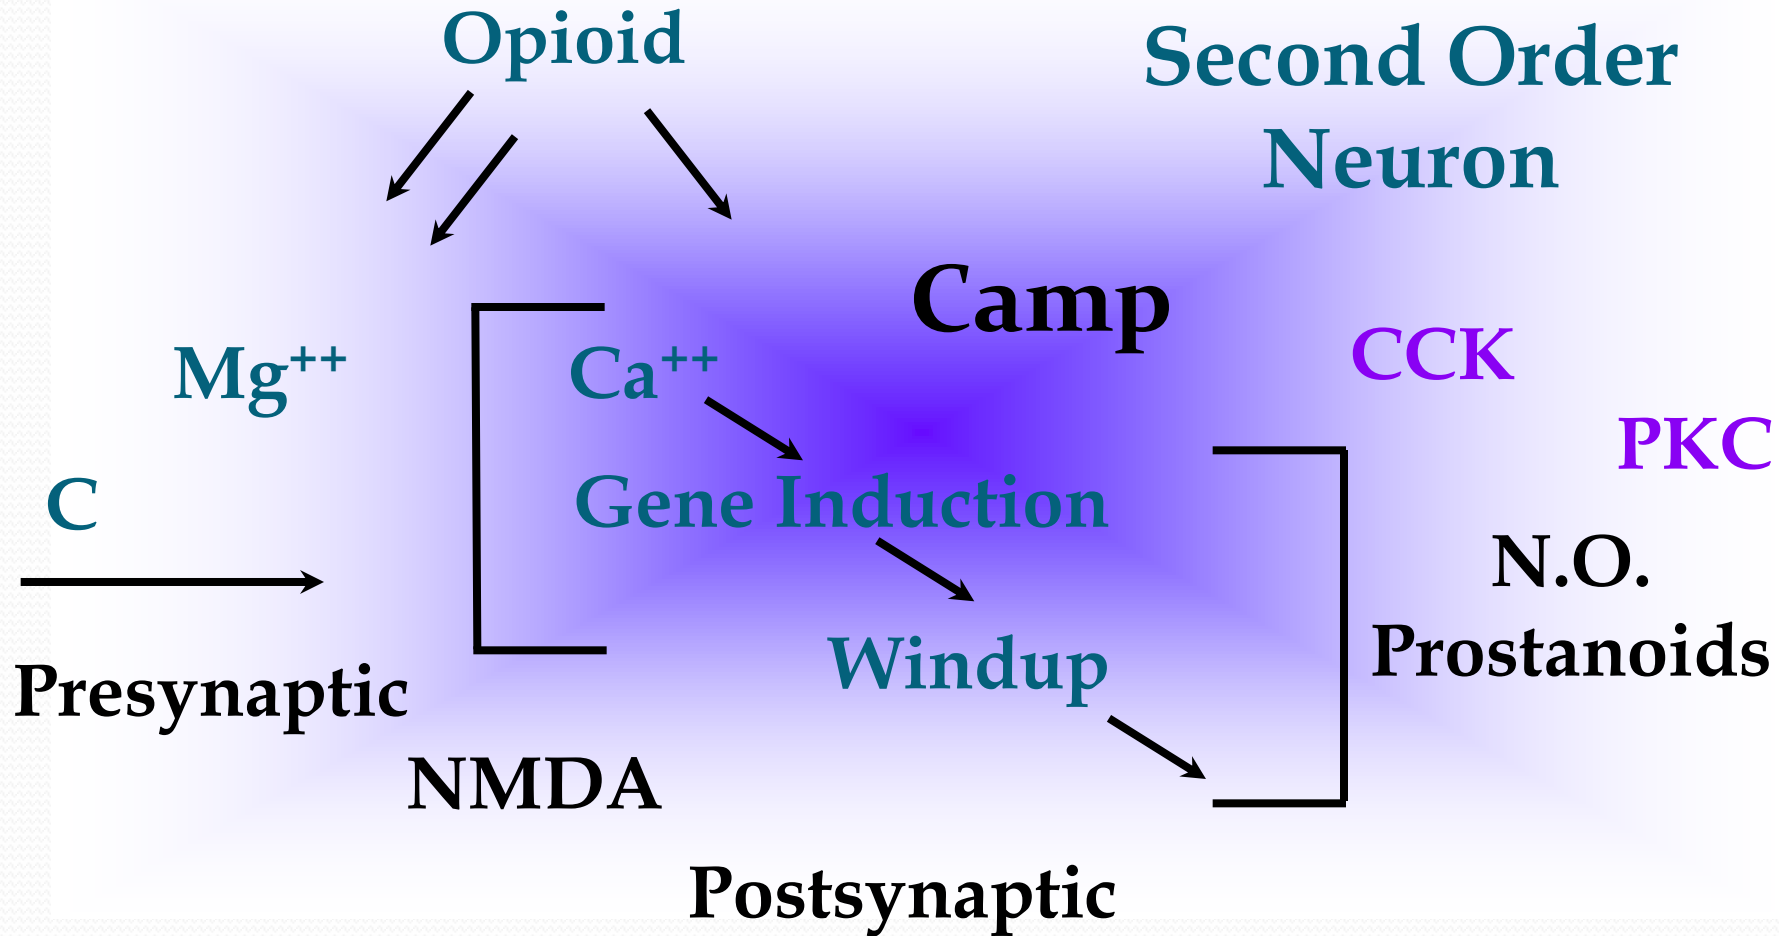 Opioid
Second Order
Neuron
Camp
Mg⁺⁺
Ca⁺⁺
CCK
PKC
C
Gene Induction
N.O.
Prostanoids
Windup
Presynaptic
NMDA
Postsynaptic